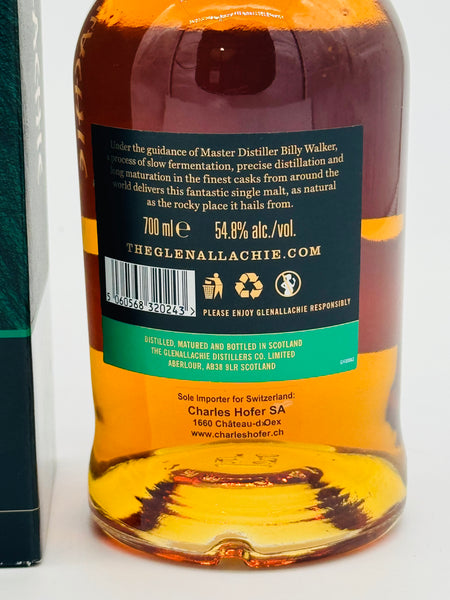 Under the guidance of Master Distiller Billy Walker,
process of slow fermentation, precise distillation and
long maturation in the finest casks from around the
world delivers this fantastic single malt, as natural
as the rocky place it hails from.
700 ml e 54.8% alc./vol.
THEGLENALLACHIE.COM
5 060568 320243 >
PLEASE ENJOY GLENALLACHIE RESPONSIBLY
DISTILLED, MATURED AND BOTTLED IN SCOTLAND
THE GLENALLACHIE DISTILLERS CO. LIMITED
ABERLOUR, AB38 9LR SCOTLAND
Sole Importer for Switzerland:
Charles Hofer SA
1660 Château-d'Oex
www.charleshofer.ch